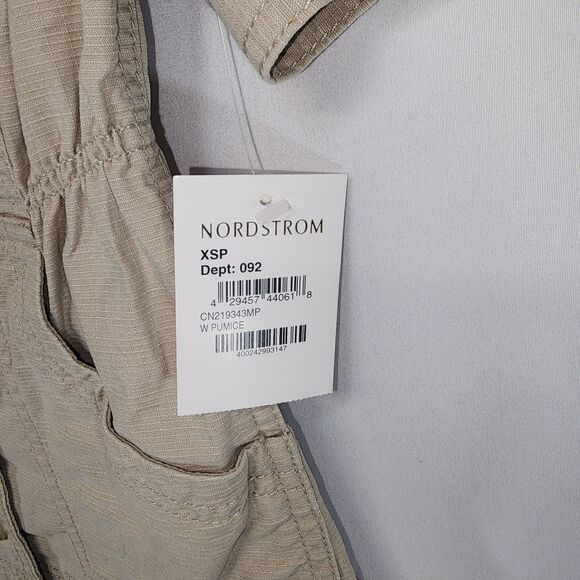 NORDSTROM
XSP
Dept: 092
4 29457 44061 8
CN219343MP
W PUMICE
400242993147